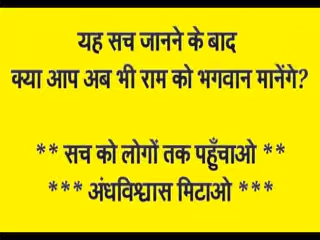 यह सच जानने के बाद
क्या आप अब भी राम को भगवान मानेंगे?
** सच को लोगों तक पहुँचाओ **
*** अंधविश्वास मिटाओ ***